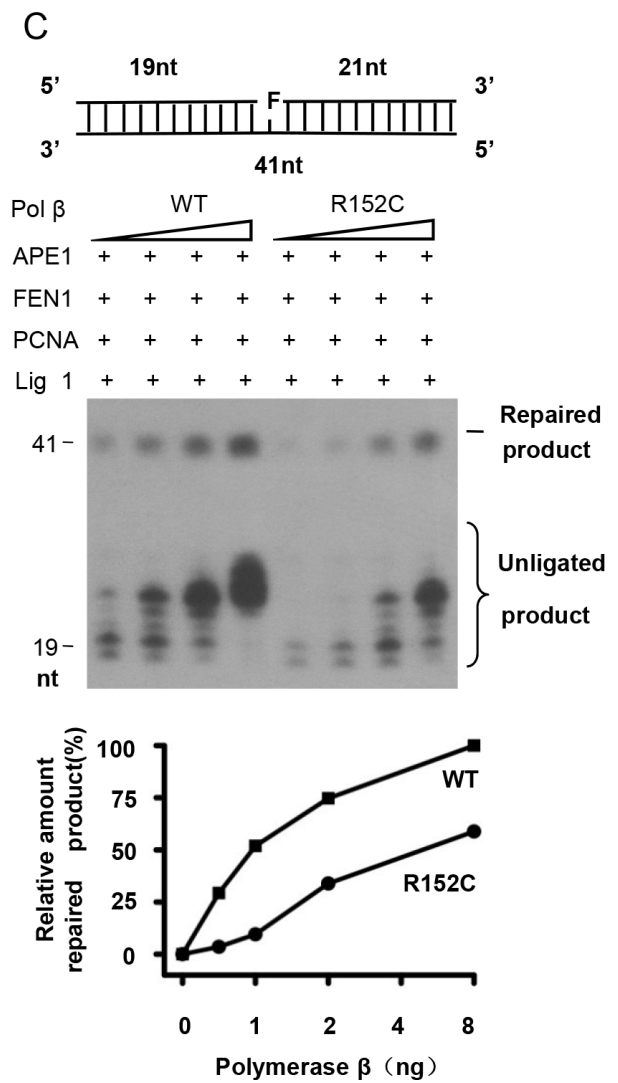 C
19nt 21nt
5’ F 3’
3’ 5’
41nt
Pol β WT R152C
APE1 + + + + + + + +
FEN1 + + + + + + + +
PCNA + + + + + + + +
Lig 1 + + + + + + + +
41
Repaired
product
Unligated
product
19
nt
Relative amount
repaired product(%)
100
75
50
25
0
WT
R152C
0 1 2 4 8
Polymerase β（ng）